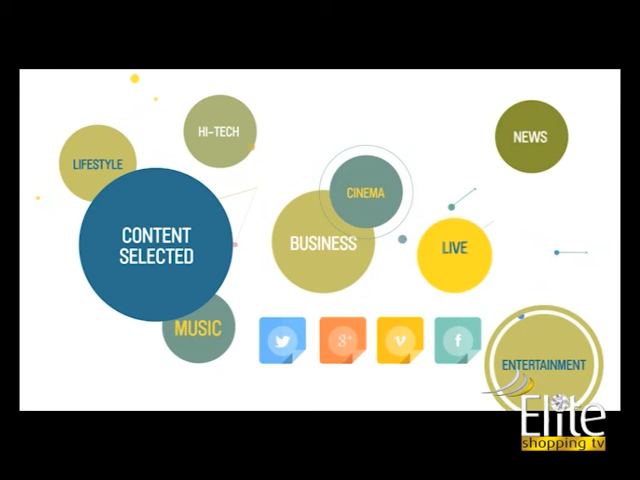 HI-TECH
NEWS
LIFESTYLE
CINEMA
CONTENT
SELECTED
BUSINESS
LIVE
MUSIC
g+
v
f
ENTERTAINMENT
Elite
shopping tv